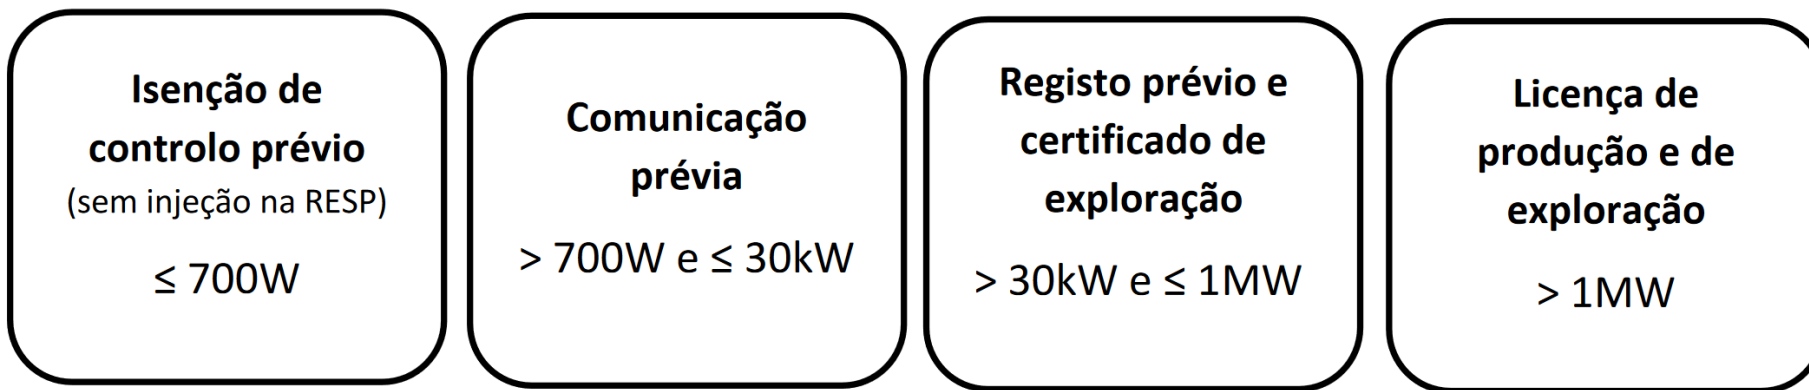 Isenção de
controlo prévio
(sem injeção na RESP)
≤ 700W
Comunicação
prévia
> 700W e ≤ 30kW
Registo prévio e
certificado de
exploração
> 30kW e ≤ 1MW
Licença de
produção e de
exploração
> 1MW